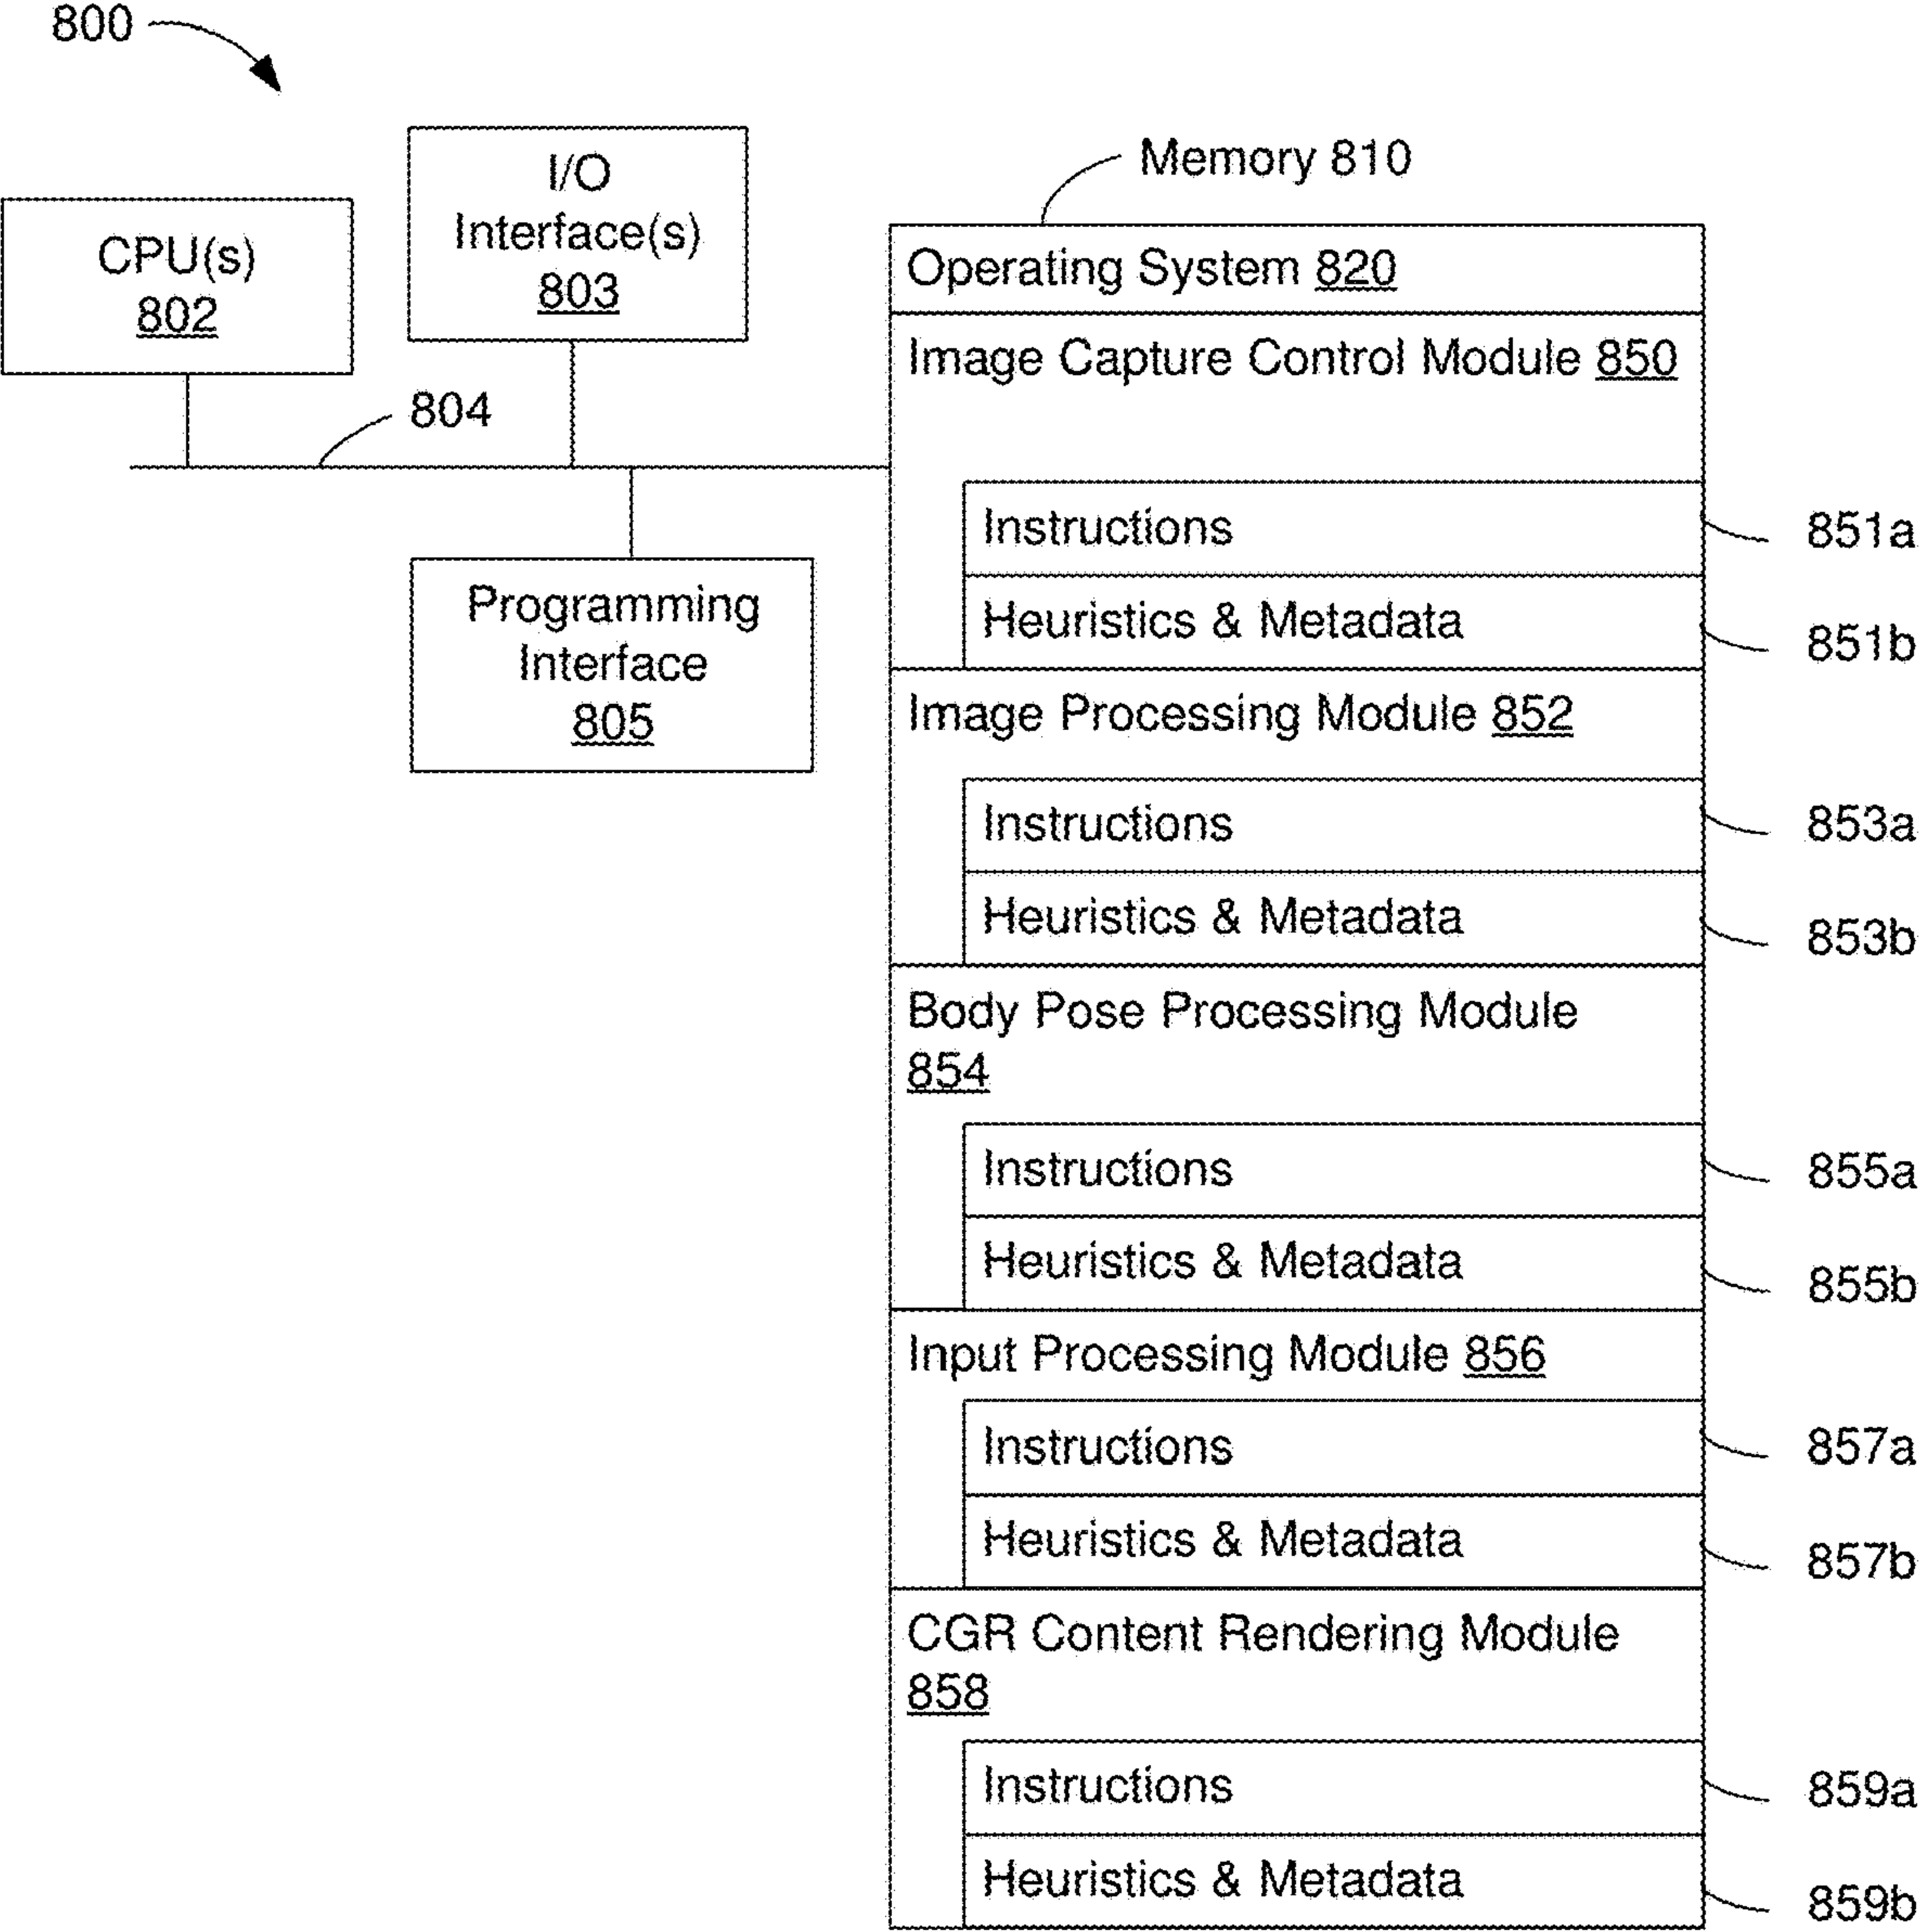 800
CPU(s)
802
I/O
Interface(s)
803
804
Programming
Interface
805
Memory 810
Operating System 820
Image Capture Control Module 850
Instructions
851a
Heuristics & Metadata
851b
Image Processing Module 852
Instructions
853a
Heuristics & Metadata
853b
Body Pose Processing Module
854
Instructions
855a
Heuristics & Metadata
855b
Input Processing Module 856
Instructions
857a
Heuristics & Metadata
857b
CGR Content Rendering Module
858
Instructions
859a
Heuristics & Metadata
859b